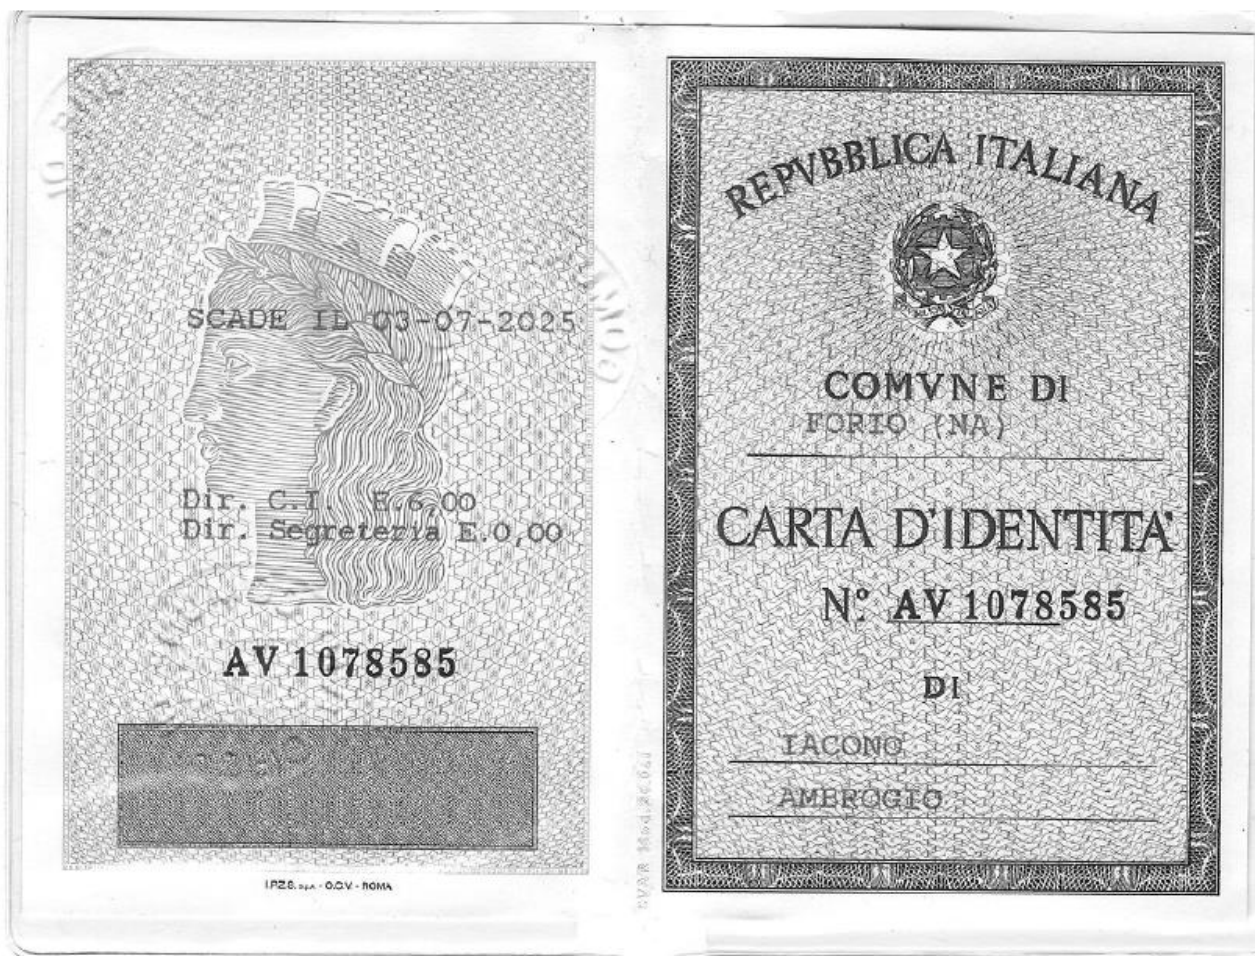 SCADE IL 03-07-2025
Dir. C.I. E.6,00
Dir. Segreteria E.0,00
AV 1078585
I.P.Z.S. s.p.A. - O.C.V. - ROMA
REPVBBLICA ITALIANA
COMVNE DI
FORIO (NA)
CARTA D'IDENTITA'
Nº AV 1078585
DI
IACONO
AMBROGIO